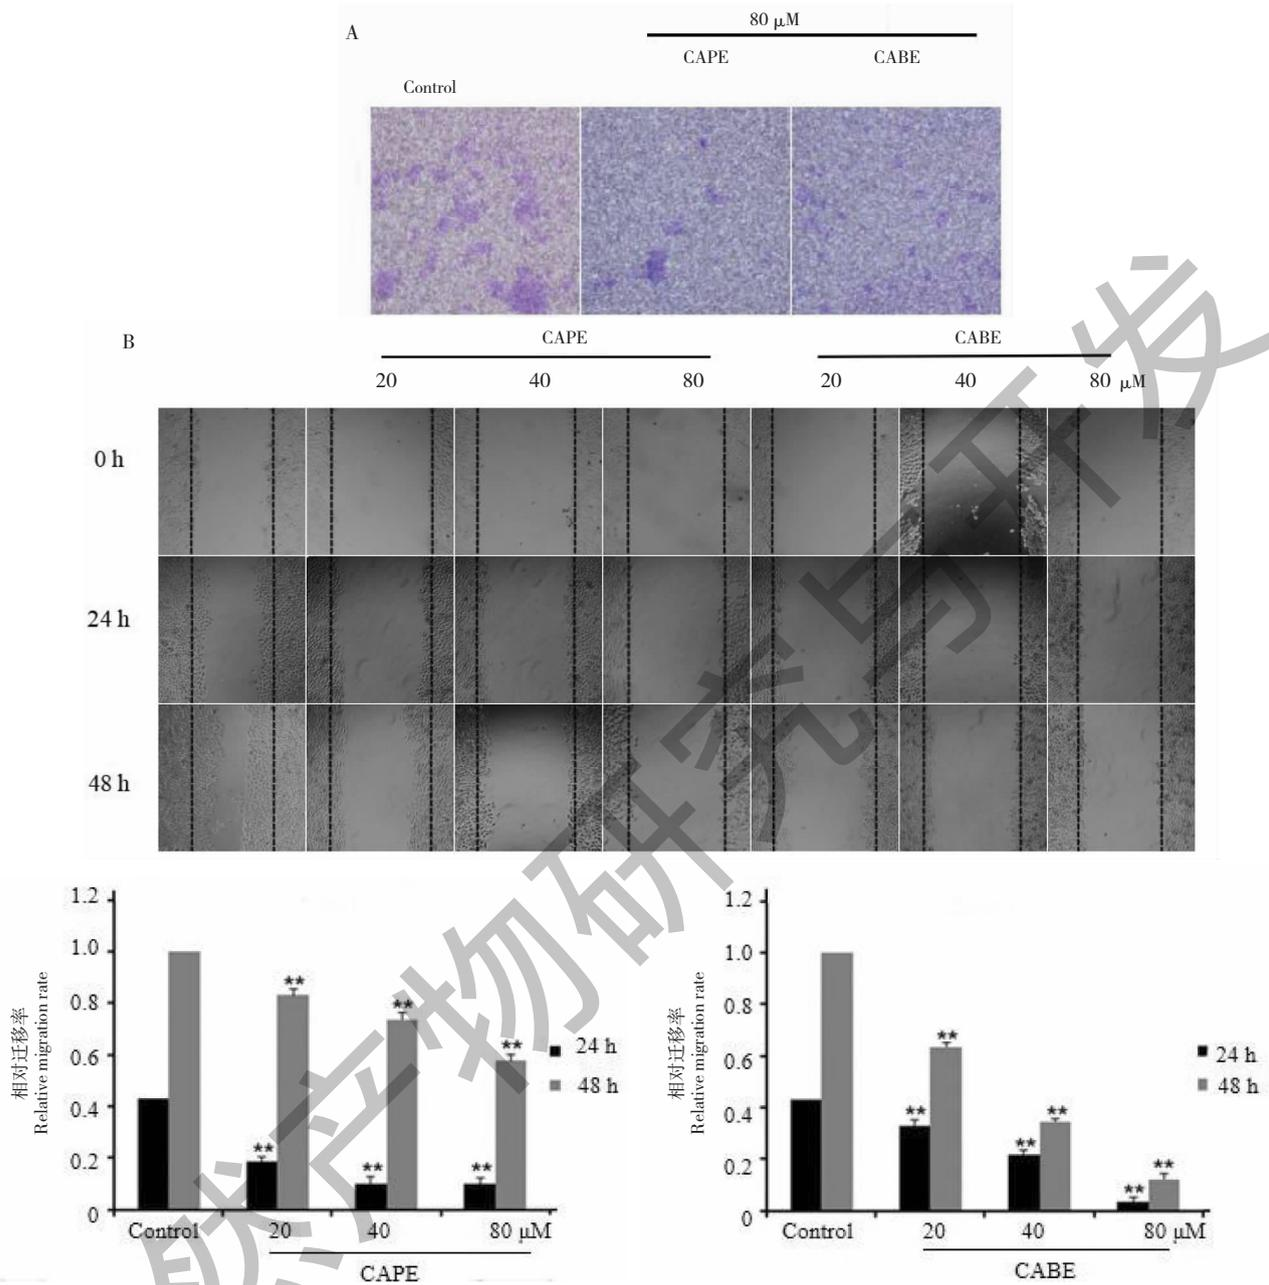 A
80 μM
CAPE CABE
Control
B
CAPE CABE
20 40 80 20 40 80 μM
0 h
24 h
48 h
1.2
1.0
0.8
0.6
0.4
0.2
0
相对迁移率
Relative migration rate
** ** ** ** ** **
24 h
48 h
Control 20 40 80 μM
CAPE
1.2
1.0
0.8
0.6
0.4
0.2
0
相对迁移率
Relative migration rate
** ** ** ** ** **
24 h
48 h
Control 20 40 80 μM
CABE
然产物研究与开发